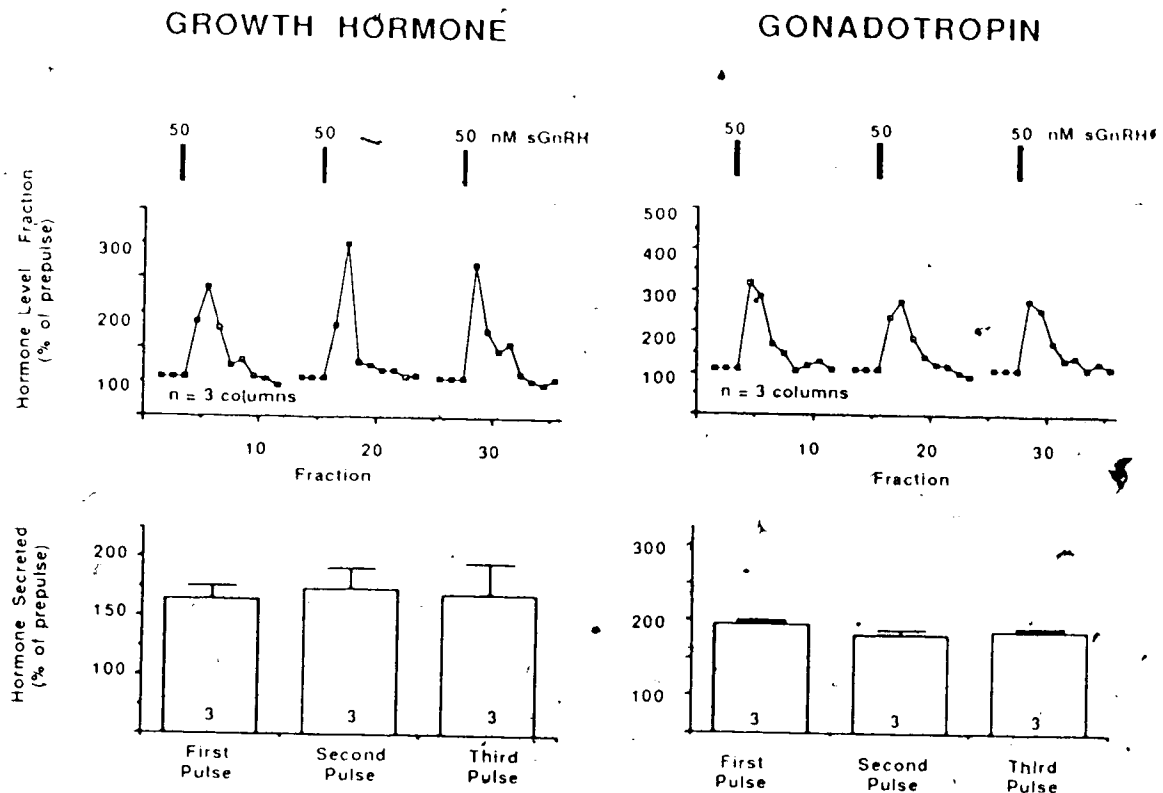 GROWTH HORMONE
GONADOTROPIN
50 50 50 nM sGnRH
50 50 50 nM sGnRH
Hormone Level Fraction
(% of prepulse)
300
200
100
n = 3 columns
10 20 30
Fraction
500
400
300
200
100
n = 3 columns
10 20 30
Fraction
Hormone Secreted
(% of prepulse)
200
150
100
3 3 3
First Pulse
Second Pulse
Third Pulse
300
200
100
3 3 3
First Pulse
Second Pulse
Third Pulse